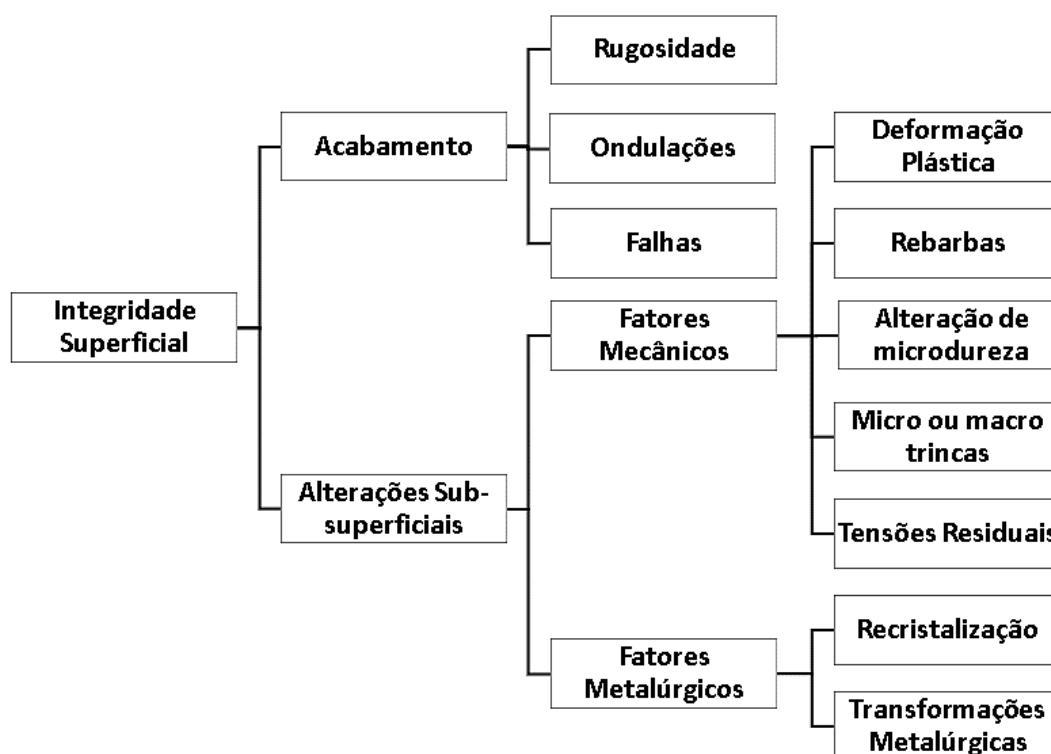 Integridade
Superficial
Acabamento
Rugosidade
Ondulações
Falhas
Alterações Sub-
superficiais
Fatores
Mecânicos
Deformação
Plástica
Rebarbas
Alteração de
microdureza
Micro ou macro
trincas
Tensões Residuais
Fatores
Metalúrgicos
Recristalização
Transformações
Metalúrgicas